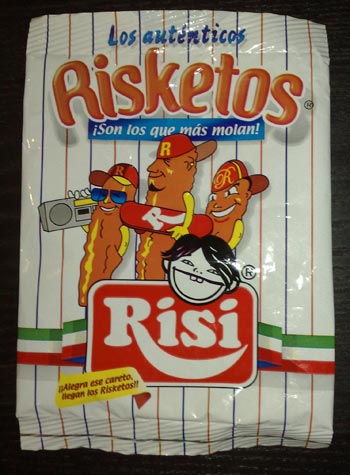 Los auténticos
Risketos®
¡Son los que más molan!
R
R
R
R
®
Risi
¡¡Alegra ese careto,
llegan los Risketos!!